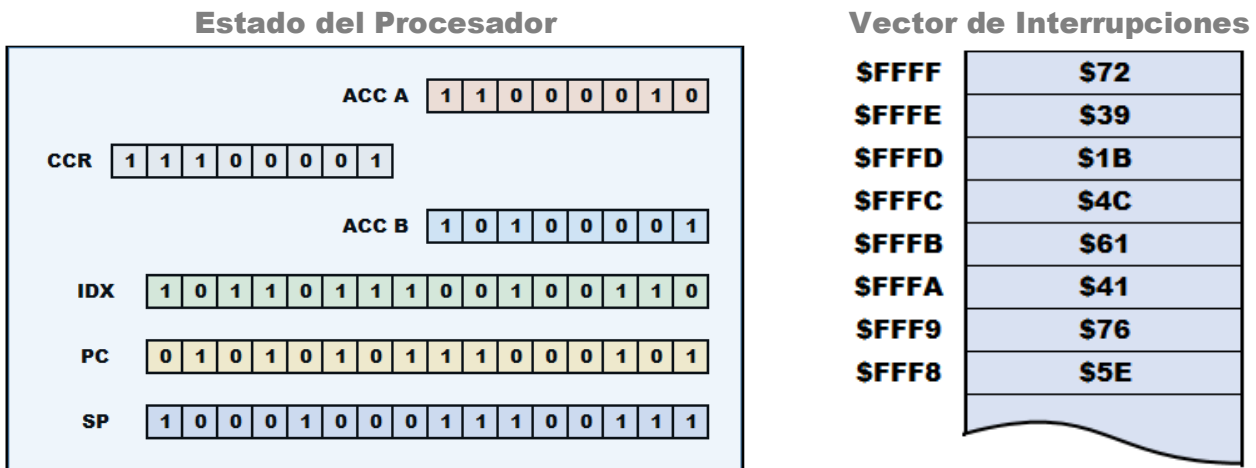 Estado del Procesador
ACC A 1 1 0 0 0 0 1 0
CCR 1 1 1 0 0 0 0 1
ACC B 1 0 1 0 0 0 0 1
IDX 1 0 1 1 0 1 1 1 0 0 1 0 0 1 1 0
PC 0 1 0 1 0 1 0 1 1 1 0 0 0 1 0 1
SP 1 0 0 0 1 0 0 0 1 1 1 0 0 1 1 1
Vector de Interrupciones
$FFFF $72
$FFFE $39
$FFFD $1B
$FFFC $4C
$FFFB $61
$FFFA $41
$FFF9 $76
$FFF8 $5E